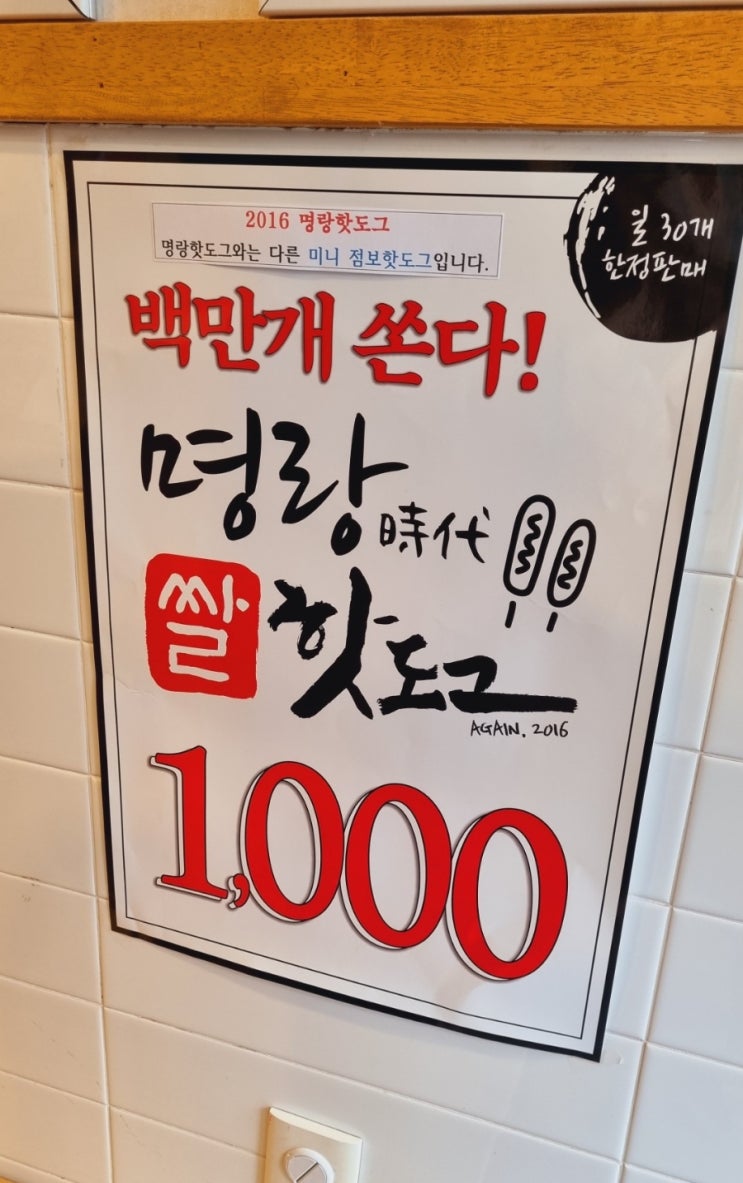 2016 명랑핫도그
명랑핫도그와는 다른 미니 점보핫도그입니다.
월 30개
한정판매
백만개 쏜다!
명랑時代
쌀핫도그
AGAIN. 2016
1,000